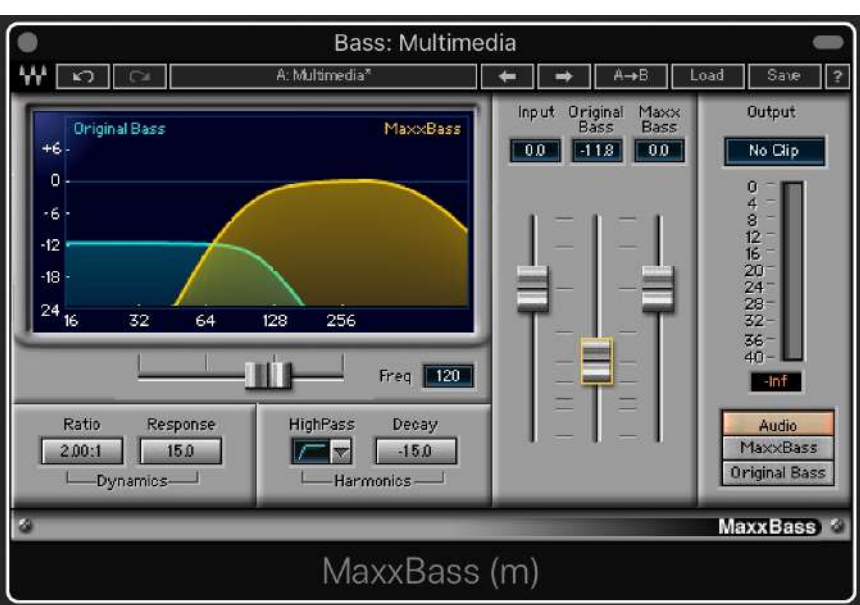 Bass: Multimedia
A: Multimedia*
A→B
Load
Save
?
Original Bass
MaxxBass
+6
0
-6
-12
-18
24
16 32 64 128 256
Freq 120
Ratio Response
2.00:1 15.0
Dynamics
HighPass Decay
-15.0
Harmonics
Input Original Bass Maxx Bass
0.0 -11.8 0.0
Output
No Clip
0
4
8
12
16
20
24
28
32
36
40
-Inf
Audio
MaxxBass
Original Bass
MaxxBass
MaxxBass (m)